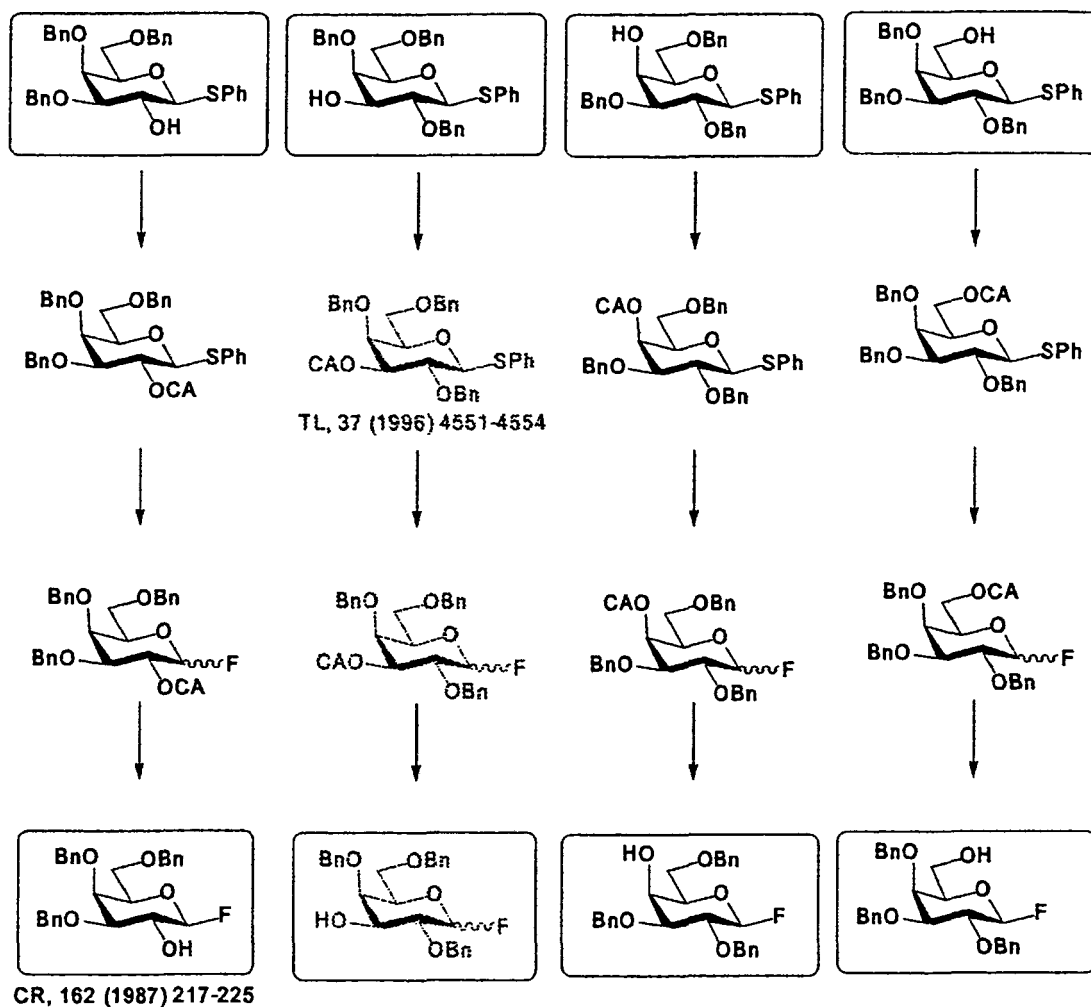 BnO OBn BnO OBn HO OBn BnO OH
O SPh O SPh O SPh O SPh
BnO HO BnO BnO
OH OBn OBn OBn
BnO OBn BnO OBn CAO OBn BnO OCA
O SPh O SPh O SPh O SPh
BnO CAO BnO BnO
OCA OBn OBn OBn
TL, 37 (1996) 4551-4554
BnO OBn BnO OBn CAO OBn BnO OCA
O F O F O F O F
BnO CAO BnO BnO
OCA OBn OBn OBn
BnO OBn BnO OBn HO OBn BnO OH
O F O F O F O F
BnO HO BnO BnO
OH OBn OBn OBn
CR, 162 (1987) 217-225